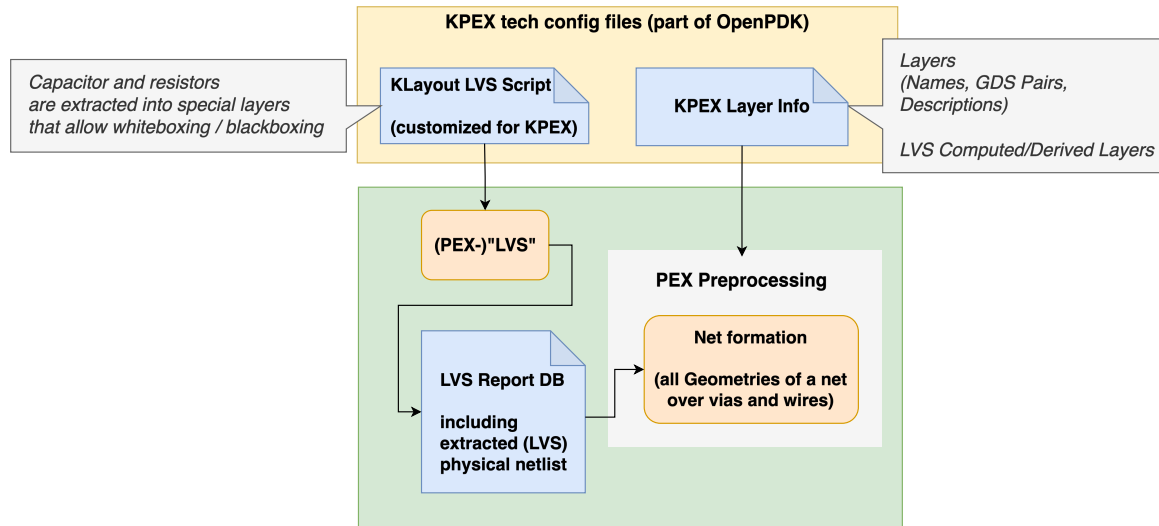 KPEX tech config files (part of OpenPDK)
Capacitor and resistors
are extracted into special layers
that allow whiteboxing / blackboxing
KLayout LVS Script
(customized for KPEX)
KPEX Layer Info
Layers
(Names, GDS Pairs,
Descriptions)
LVS Computed/Derived Layers
(PEX-)"LVS"
PEX Preprocessing
Net formation
(all Geometries of a net
over vias and wires)
LVS Report DB
including
extracted (LVS)
physical netlist